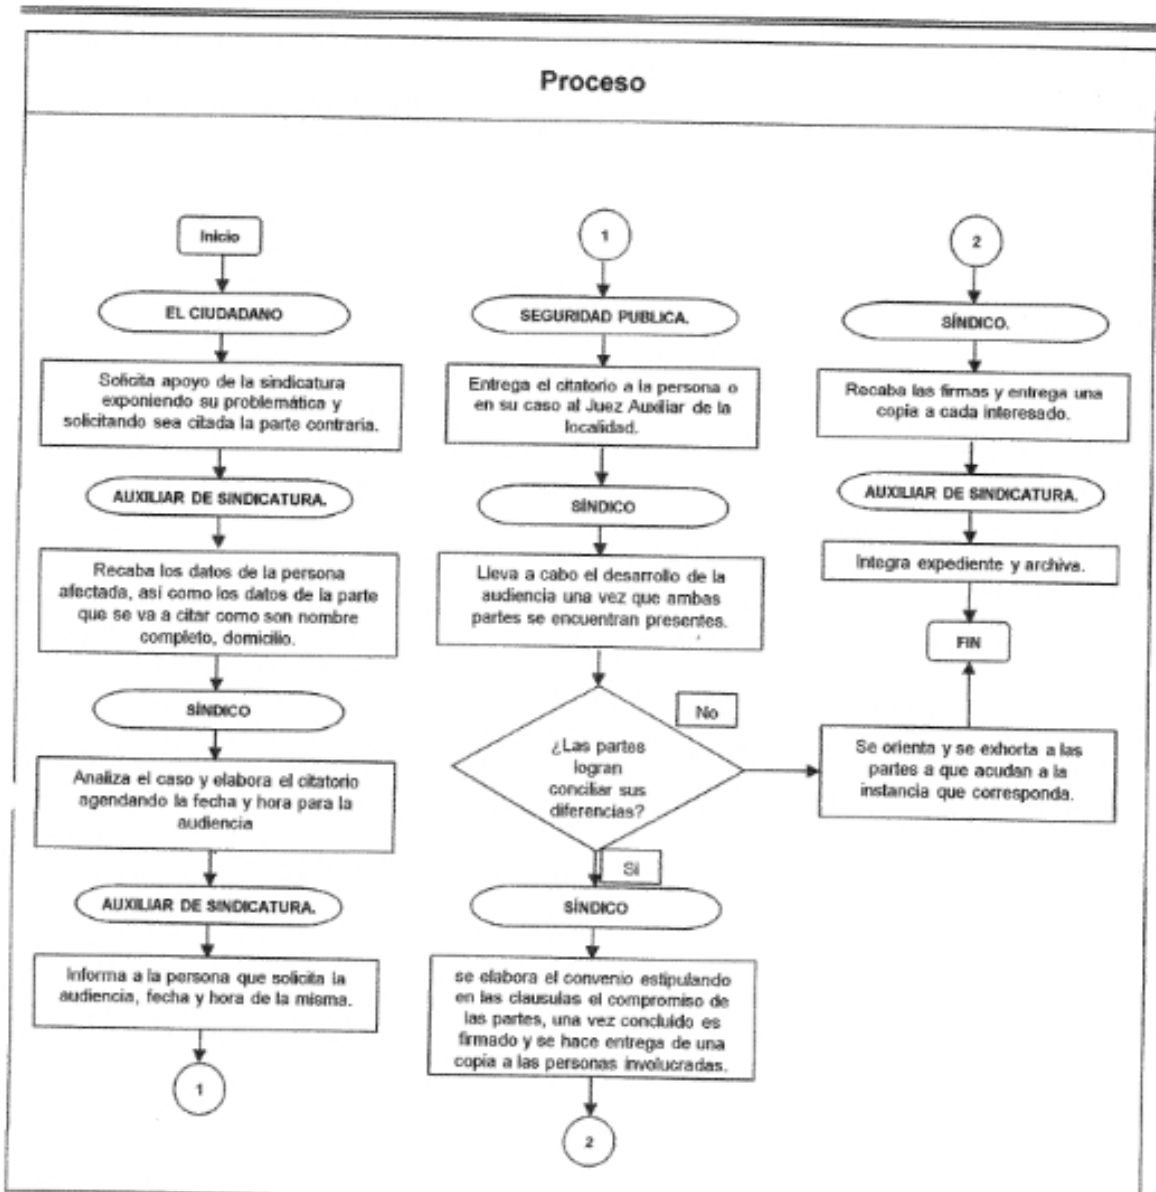 Proceso
Inicio
EL CIUDADANO
Solicita apoyo de la sindicatura
exponiendo su problemática y
solicitando sea citada la parte contraria.
AUXILIAR DE SINDICATURA.
Recaba los datos de la persona
afectada, así como los datos de la parte
que se va a citar como son nombre
completo, domicilio.
SÍNDICO
Analiza el caso y elabora el citatorio
agendando la fecha y hora para la
audiencia
AUXILIAR DE SINDICATURA.
Informa a la persona que solicita la
audiencia, fecha y hora de la misma.
1
1
SEGURIDAD PUBLICA.
Entrega el citatorio a la persona o
en su caso al Juez Auxiliar de la
localidad.
SÍNDICO
Lleva a cabo el desarrollo de la
audiencia una vez que ambas
partes se encuentran presentes.
¿Las partes
logran
conciliar sus
diferencias?
No
Si
SÍNDICO
se elabora el convenio estipulando
en las clausulas el compromiso de
las partes, una vez concluido es
firmado y se hace entrega de una
copia a las personas involucradas.
2
2
SÍNDICO.
Recaba las firmas y entrega una
copia a cada interesado.
AUXILIAR DE SINDICATURA.
Integra expediente y archiva.
FIN
Se orienta y se exhorta a las
partes a que acudan a la
instancia que corresponda.